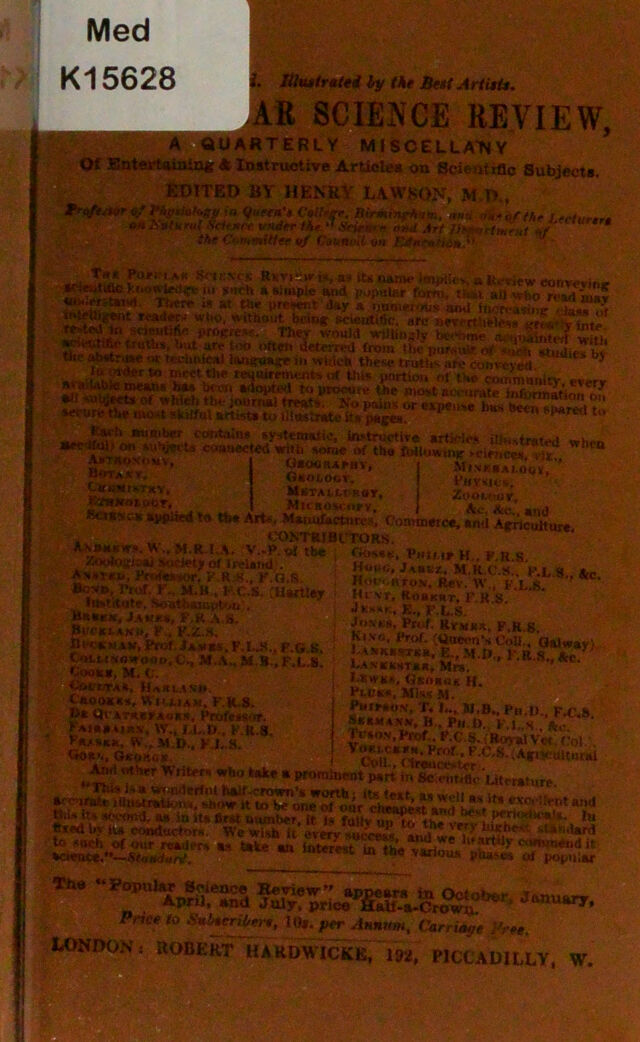 Med
K15628
Illustrated by the Best Artists.
AR SCIENCE REVIEW,
A QUARTERLY MISCELLANY
Of Entertaining & Instructive Articles on Scientific Subjects.
EDITED BY HENRY LAWSON, M.D.,
Professor of Physiology in Queen's College, Birmingham, and one of the Lecturers
on Natural Science under the "Science and Art Department of
the Committee of Council on Education."
THE POPULAR SCIENCE REVIEW is, as its name implies, a Review conveying
scientific knowledge in such a simple and popular form, that all who read may
understand. There is at the present day a numerous and increasing class of
intelligent readers who, without being scientific, are nevertheless greatly inte-
rested in scientific progress. They would willingly become acquainted with
scientific truths, but are too often deterred from the pursuit of such studies by
the abstruse or technical language in which these truths are conveyed.
In order to meet the requirements of this portion of the community, every
available means has been adopted to procure the most accurate information on
all subjects of which the journal treats. No pains or expense has been spared to
secure the most skilful artists to illustrate its pages.
Each number contains systematic, instructive articles illustrated when
needful) on subjects connected with some of the following sciences, viz.,
ASTRONOMY,
BOTANY,
CHEMISTRY,
ETHNOLOGY,
GEOGRAPHY,
GEOLOGY,
METALLURGY,
MICROSCOPY,
MINERALOGY,
PHYSICS,
ZOOLOGY,
&c, &c., and
SCIENCE applied to the Arts, Manufactures, Commerce, and Agriculture.
CONTRIBUTORS.
ANDREWS, W., M.R.I.A. (V.-P. of the
Zoological Society of Ireland).
ANSTED, Professor, F.R.S., F.G.S.
BOND, Prof. F., M.B., F.C.S. (Hartley
Institute, Southampton).
BREEN, JAMES, F.R.A.S.
BUCKLAND, F., F.Z.S.
BUCKMAN, Prof. JAMES, F.L.S., F.G.S.
COLLINGWOOD, C., M.A., M.B., F.L.S.
COOKE, M. C.
COULTAS, HARLAND.
CROOKES, WILLIAM, F.R.S.
DE QUATREFAGES, Professor.
FAIRBAIRN, W., LL.D., F.R.S.
FRASER, W., M.D., F.L.S.
GORE, GEORGE.
GOSSE, PHILIP H., F.R.S.
HOGG, JABEZ, M.R.C.S., F.L.S., &c.
HOUGHTON, Rev. W., F.L.S.
HUNT, ROBERT, F.R.S.
JESSE, E., F.L.S.
JONES, Prof. RYMER, F.R.S.
KING, Prof. (Queen's Coll., Galway)
LANKESTER, E., M.D., F.R.S., &c.
LANKESTER, Mrs.
LEWES, GEORGE H.
PLUES, Miss M.
PHIPSON, T. L., M.B., Ph.D., F.C.S.
SEEMANN, B., Ph.D., F.L.S., &c.
TUSON, Prof., F.C.S. (Royal Vet. Col.).
VOELCKER, Prof., F.C.S. (Agricultural
Coll., Cirencester).
And other Writers who take a prominent part in Scientific Literature.
"This is a wonderful half-crown's worth; its text, as well as its excellent and
accurate illustrations, show it to be one of our cheapest and best periodicals. In
this its second, as in its first number, it is fully up to the very highest standard
fixed by its conductors. We wish it every success, and we heartily commend it
to such of our readers as take an interest in the various phases of popular
science."—Standard.
The "Popular Science Review" appears in October, January,
April, and July, price Half-a-Crown.
Price to Subscribers, 10s. per Annum, Carriage Free.
LONDON: ROBERT HARDWICKE, 192, PICCADILLY, W.